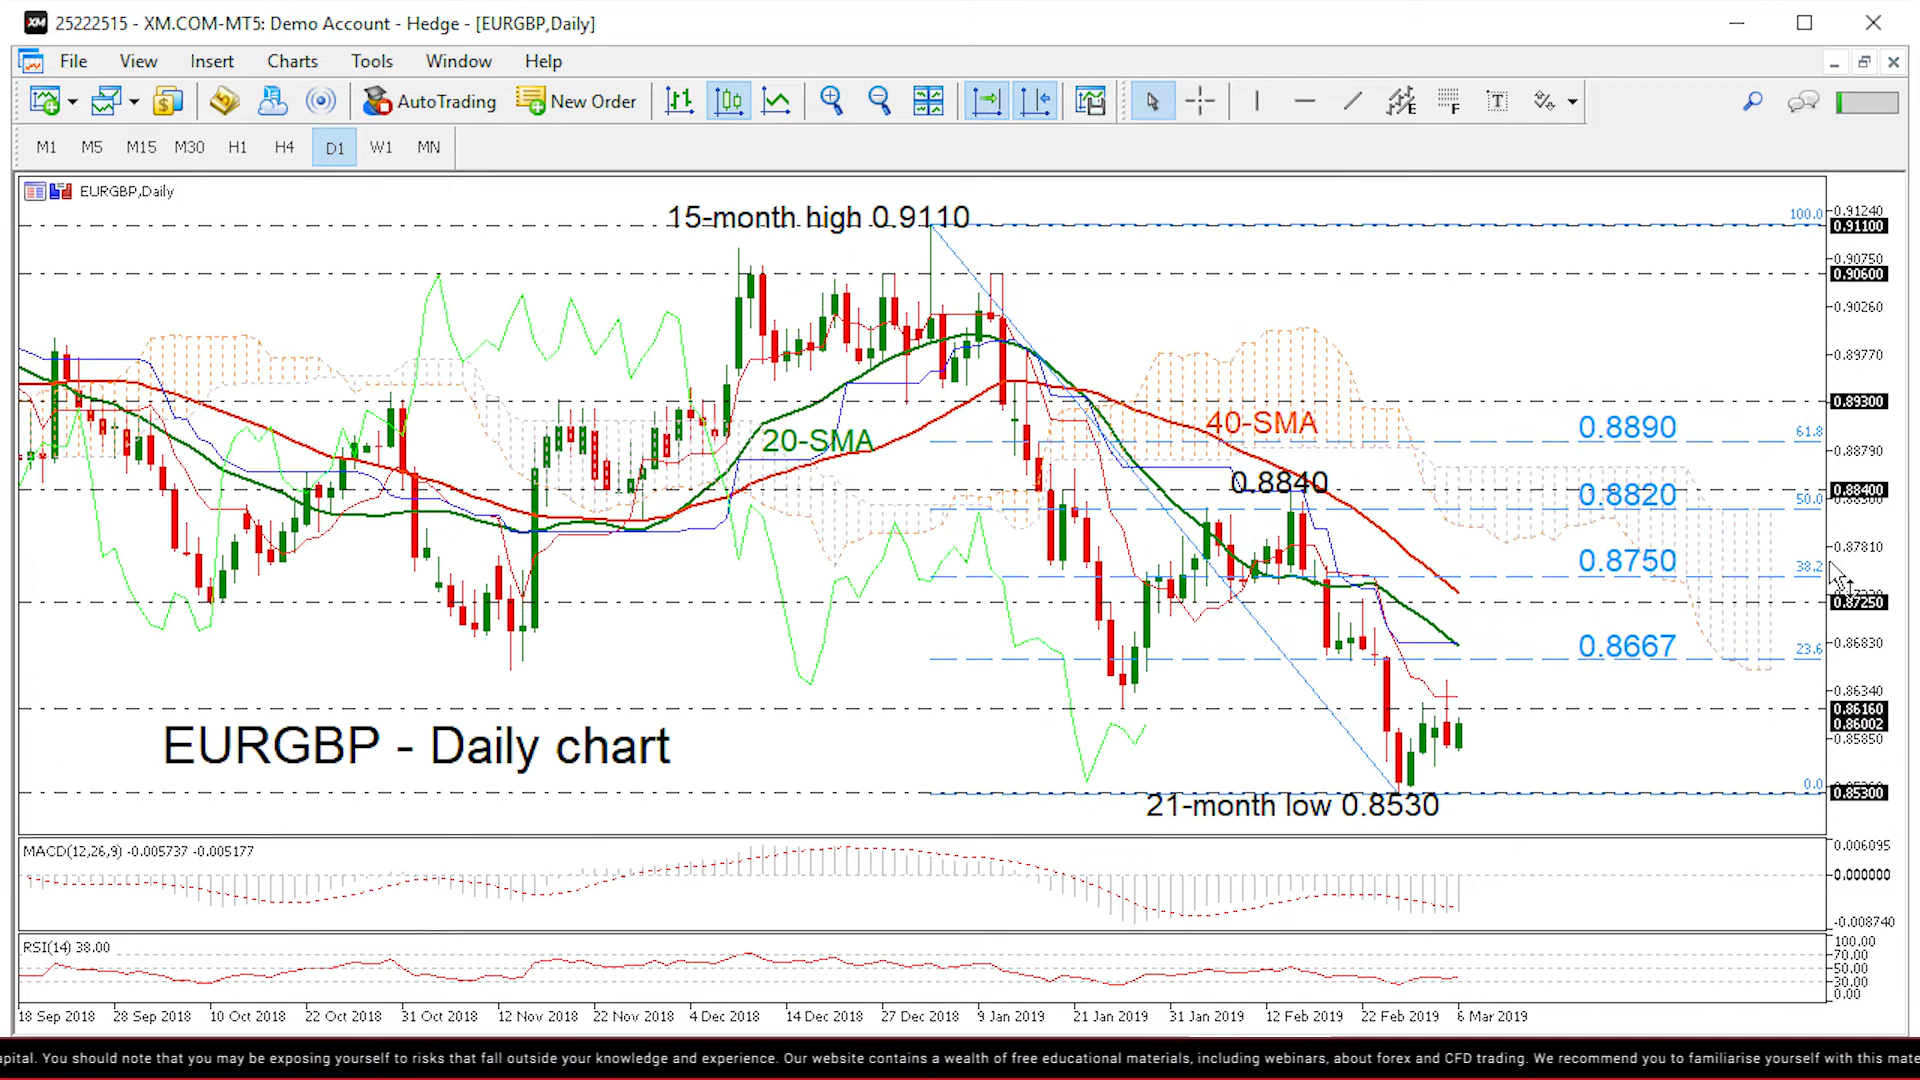 25222515 - XM.COM-MT5: Demo Account - Hedge - [EURGBP,Daily]
File View Insert Charts Tools Window Help
AutoTrading New Order
M1 M5 M15 M30 H1 H4 D1 W1 MN
EURGBP,Daily
15-month high 0.9110
100.0
0.91240
0.91100
0.90750
0.90600
0.90260
0.89770
0.89300
20-SMA
40-SMA
0.8890
61.8
0.88790
0.8840
0.88400
0.8820
50.0
0.87810
0.8750
38.2
0.87250
0.8667
0.86830
23.6
0.86340
0.86160
0.86002
0.85850
EURGBP - Daily chart
0.0
0.85300
21-month low 0.8530
MACD(12,26,9) -0.005737 -0.005177
0.006095
0.000000
-0.008740
RSI(14) 38.00
100.00
70.00
50.00
30.00
0.00
18 Sep 2018 28 Sep 2018 10 Oct 2018 22 Oct 2018 31 Oct 2018 12 Nov 2018 22 Nov 2018 4 Dec 2018 14 Dec 2018 27 Dec 2018 9 Jan 2019 21 Jan 2019 31 Jan 2019 12 Feb 2019 22 Feb 2019 6 Mar 2019
apital. You should note that you may be exposing yourself to risks that fall outside your knowledge and experience. Our website contains a wealth of free educational materials, including webinars, about forex and CFD trading. We recommend you to familiarise yourself with this mate